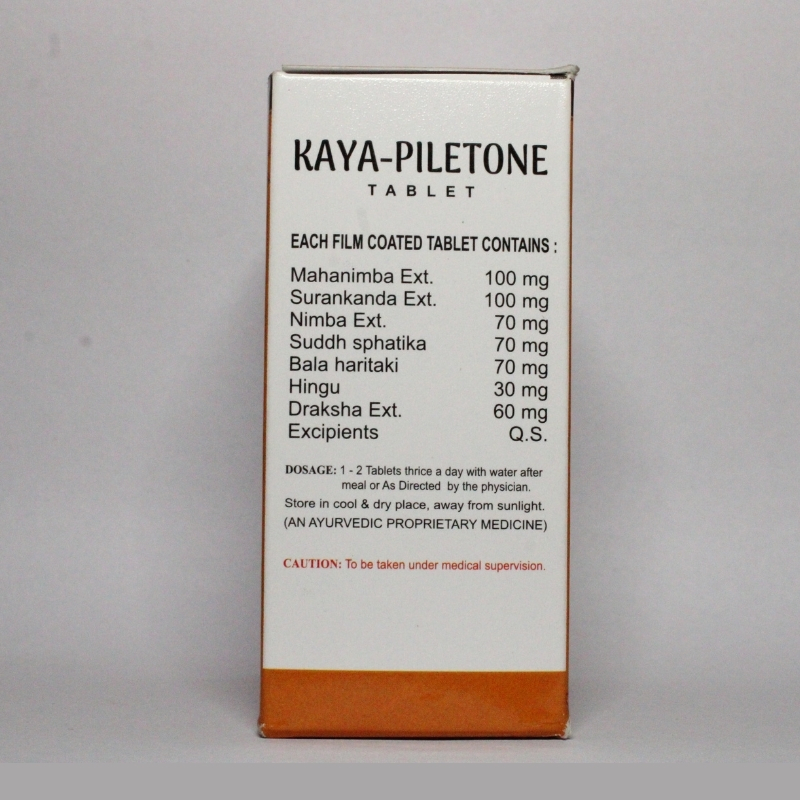 KAYA-PILETONE
TABLET
EACH FILM COATED TABLET CONTAINS :
Mahanimba Ext. 100 mg
Surankanda Ext. 100 mg
Nimba Ext. 70 mg
Suddh sphatika 70 mg
Bala haritaki 70 mg
Hingu 30 mg
Draksha Ext. 60 mg
Excipients Q.S.
DOSAGE: 1 - 2 Tablets thrice a day with water after
meal or As Directed by the physician.
Store in cool & dry place, away from sunlight.
(AN AYURVEDIC PROPRIETARY MEDICINE)
CAUTION: To be taken under medical supervision.